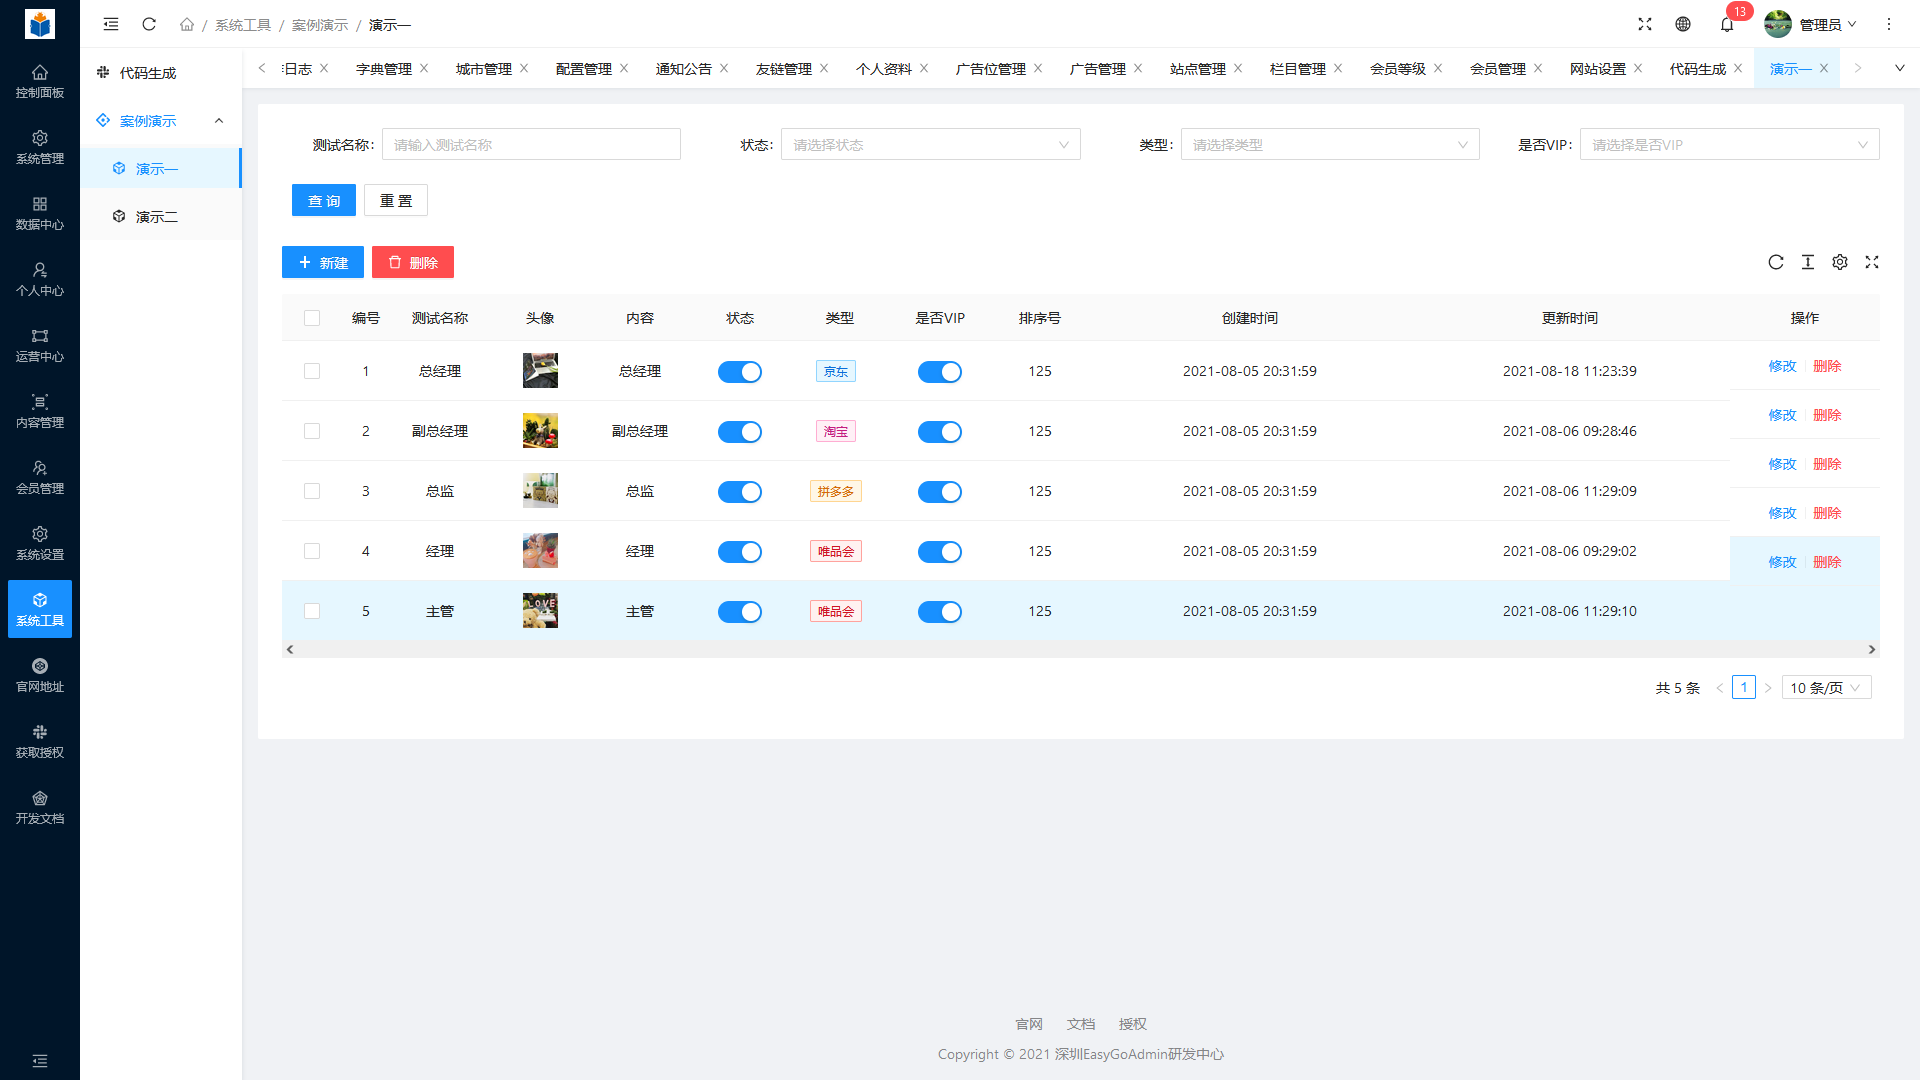 系统工具 / 案例演示 / 演示一
13
管理员
控制面板
系统管理
数据中心
个人中心
运营中心
内容管理
会员管理
系统设置
系统工具
官网地址
获取授权
开发文档
代码生成
案例演示
演示一
演示二
日志 字典管理 城市管理 配置管理 通知公告 友链管理 个人资料 广告位管理 广告管理 站点管理 栏目管理 会员等级 会员管理 网站设置 代码生成 演示一
测试名称: 请输入测试名称 状态: 请选择状态 类型: 请选择类型 是否VIP: 请选择是否VIP
查 询 重 置
新建 删除
编号 测试名称 头像 内容 状态 类型 是否VIP 排序号 创建时间 更新时间 操作
1 总经理 总经理 京东 125 2021-08-05 20:31:59 2021-08-18 11:23:39 修改 删除
2 副总经理 副总经理 淘宝 125 2021-08-05 20:31:59 2021-08-06 09:28:46 修改 删除
3 总监 总监 拼多多 125 2021-08-05 20:31:59 2021-08-06 11:29:09 修改 删除
4 经理 经理 唯品会 125 2021-08-05 20:31:59 2021-08-06 09:29:02 修改 删除
5 主管 LOVE 主管 唯品会 125 2021-08-05 20:31:59 2021-08-06 11:29:10 修改 删除
共 5 条 1 10 条/页
官网 文档 授权
Copyright © 2021 深圳EasyGoAdmin研发中心